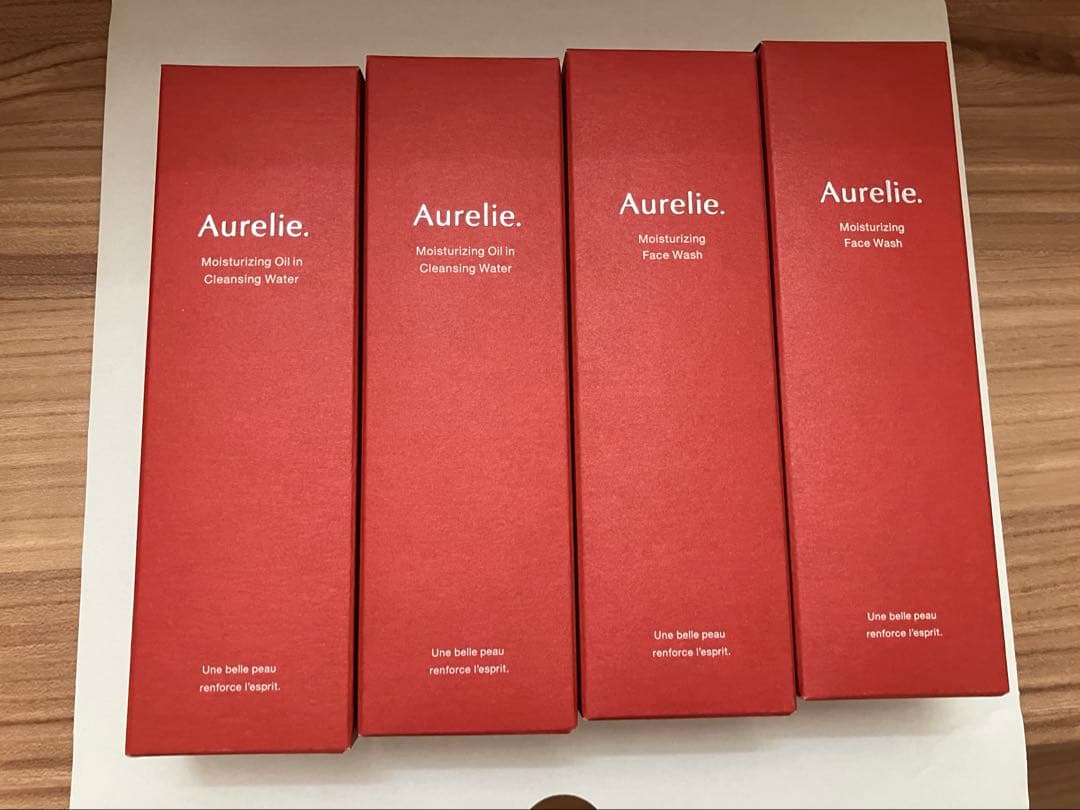 Aurelie.
Moisturizing Oil in
Cleansing Water
Une belle peau
renforce l'esprit.
Aurelie.
Moisturizing Oil in
Cleansing Water
Une belle peau
renforce l'esprit.
Aurelie.
Moisturizing
Face Wash
Une belle peau
renforce l'esprit.
Aurelie.
Moisturizing
Face Wash
Une belle peau
renforce l'esprit.